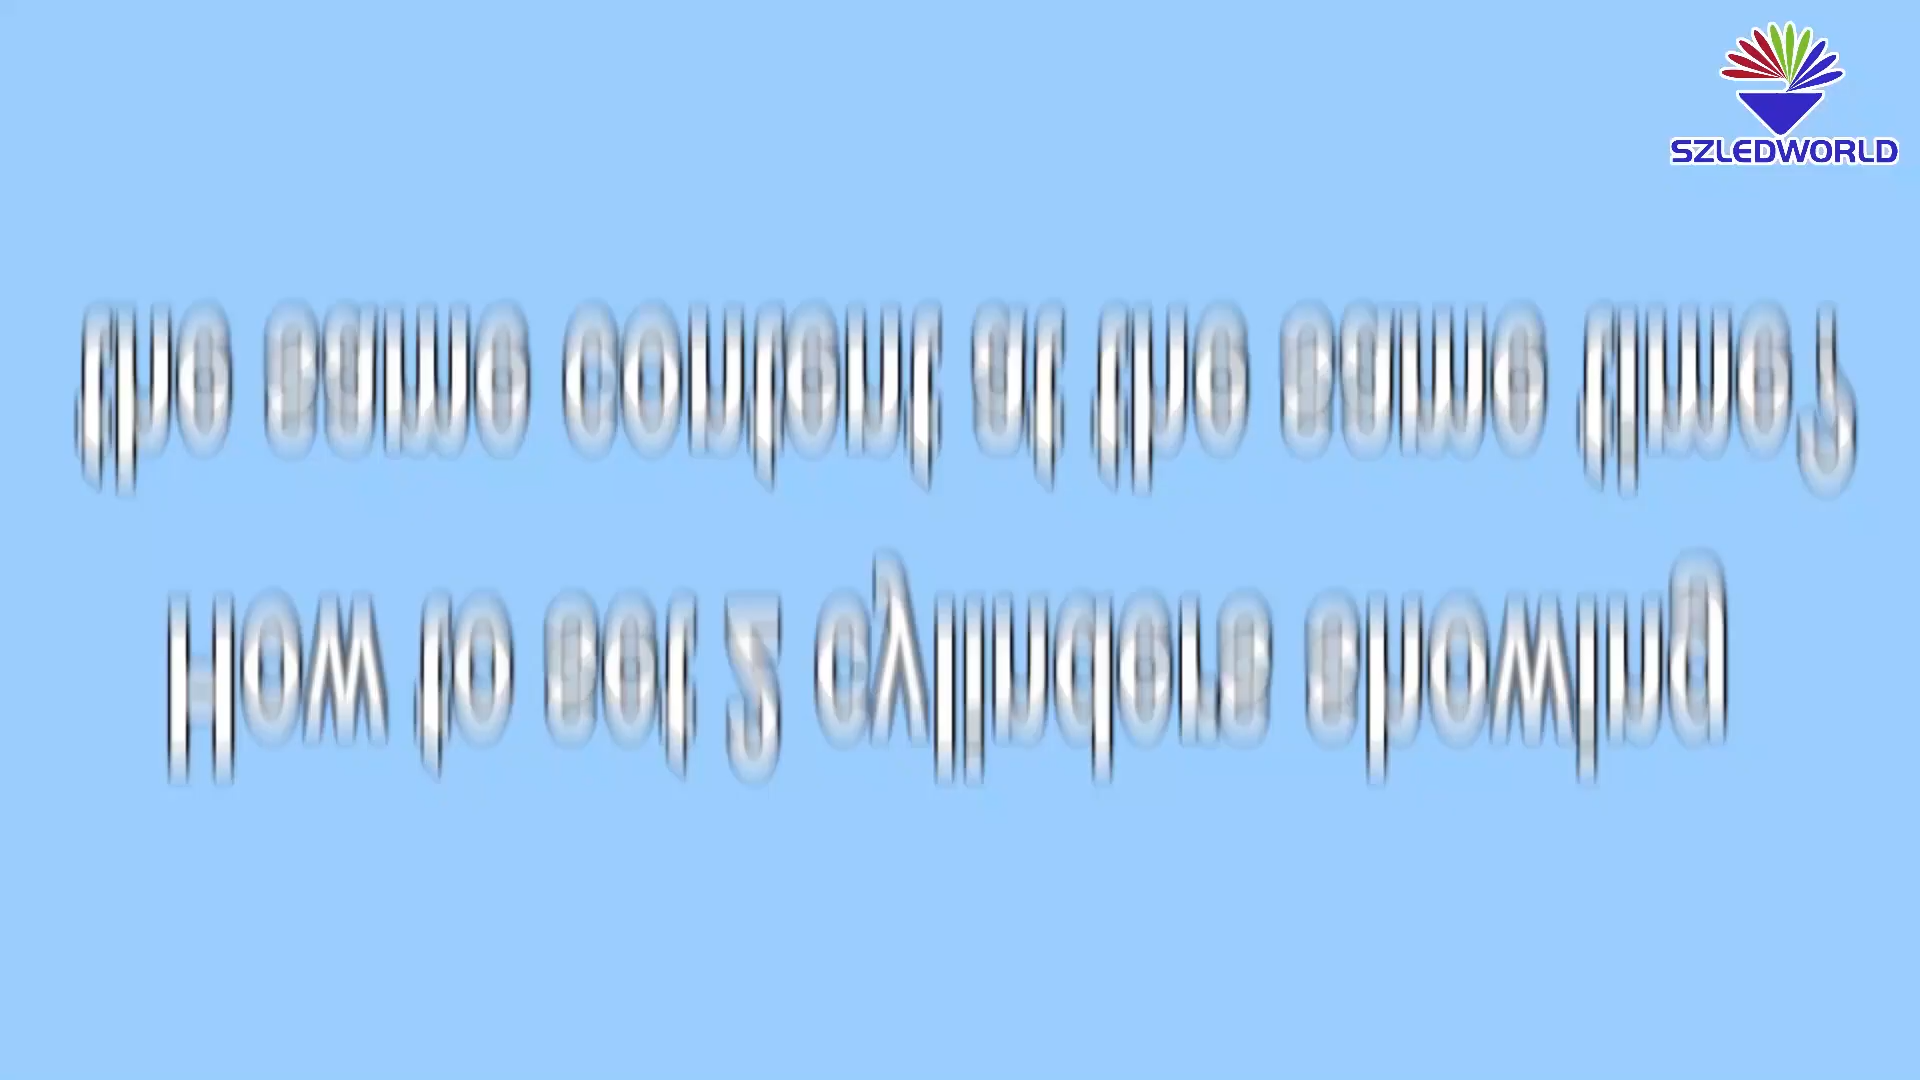 SZLEDWORLD
How to set 2 cylinders showing
the same content at the same time?